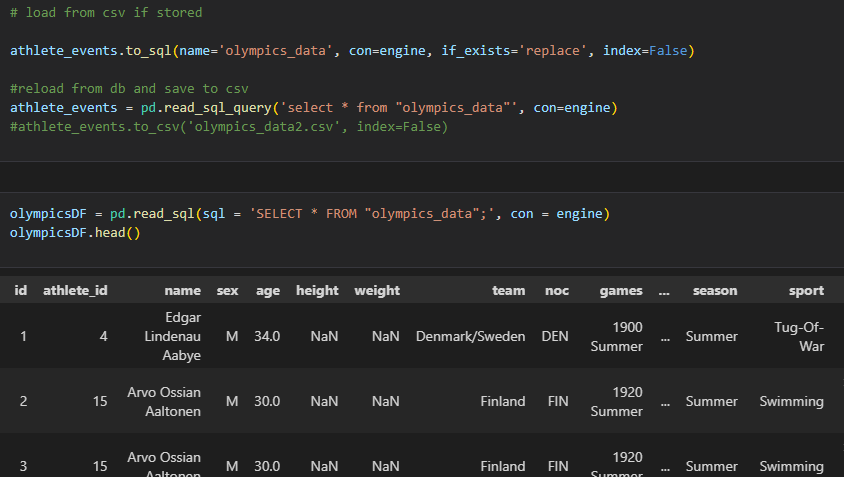 # load from csv if stored
athlete_events.to_sql(name='olympics_data', con=engine, if_exists='replace', index=False)
#reload from db and save to csv
athlete_events = pd.read_sql_query('select * from "olympics_data"', con=engine)
#athlete_events.to_csv('olympics_data2.csv', index=False)
olympicsDF = pd.read_sql(sql = 'SELECT * FROM "olympics_data";', con = engine)
olympicsDF.head()
id athlete_id name sex age height weight team noc games ... season sport
1 4 Edgar Lindenau Aabye M 34.0 NaN NaN Denmark/Sweden DEN 1900 Summer ... Summer Tug-Of-War
2 15 Arvo Ossian Aaltonen M 30.0 NaN NaN Finland FIN 1920 Summer ... Summer Swimming
3 15 Arvo Ossian Aaltonen M 30.0 NaN NaN Finland FIN 1920 Summer ... Summer Swimming